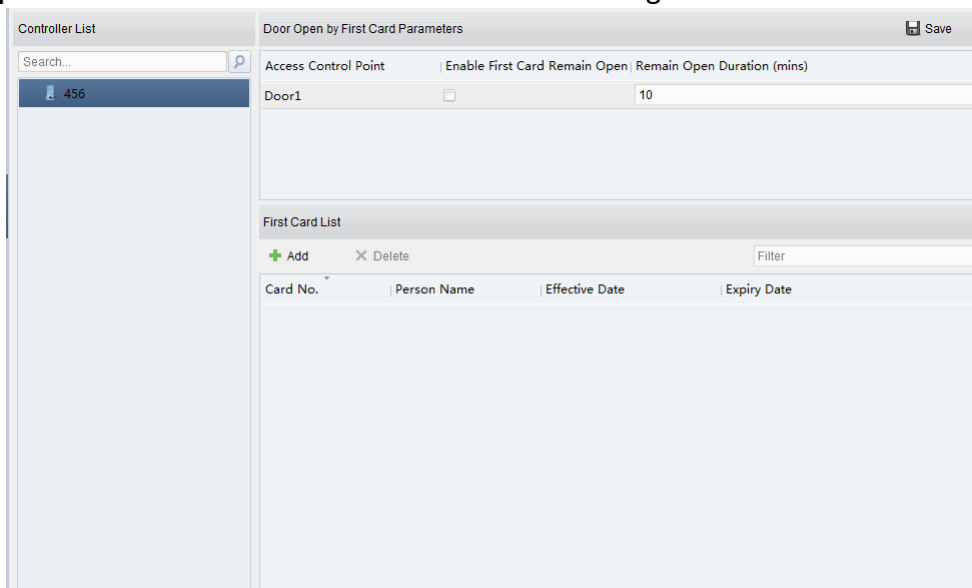 Controller List
Search...
456
Door Open by First Card Parameters
Save
Access Control Point Enable First Card Remain Open Remain Open Duration (mins)
Door1 10
First Card List
Add Delete Filter
Card No. Person Name Effective Date Expiry Date